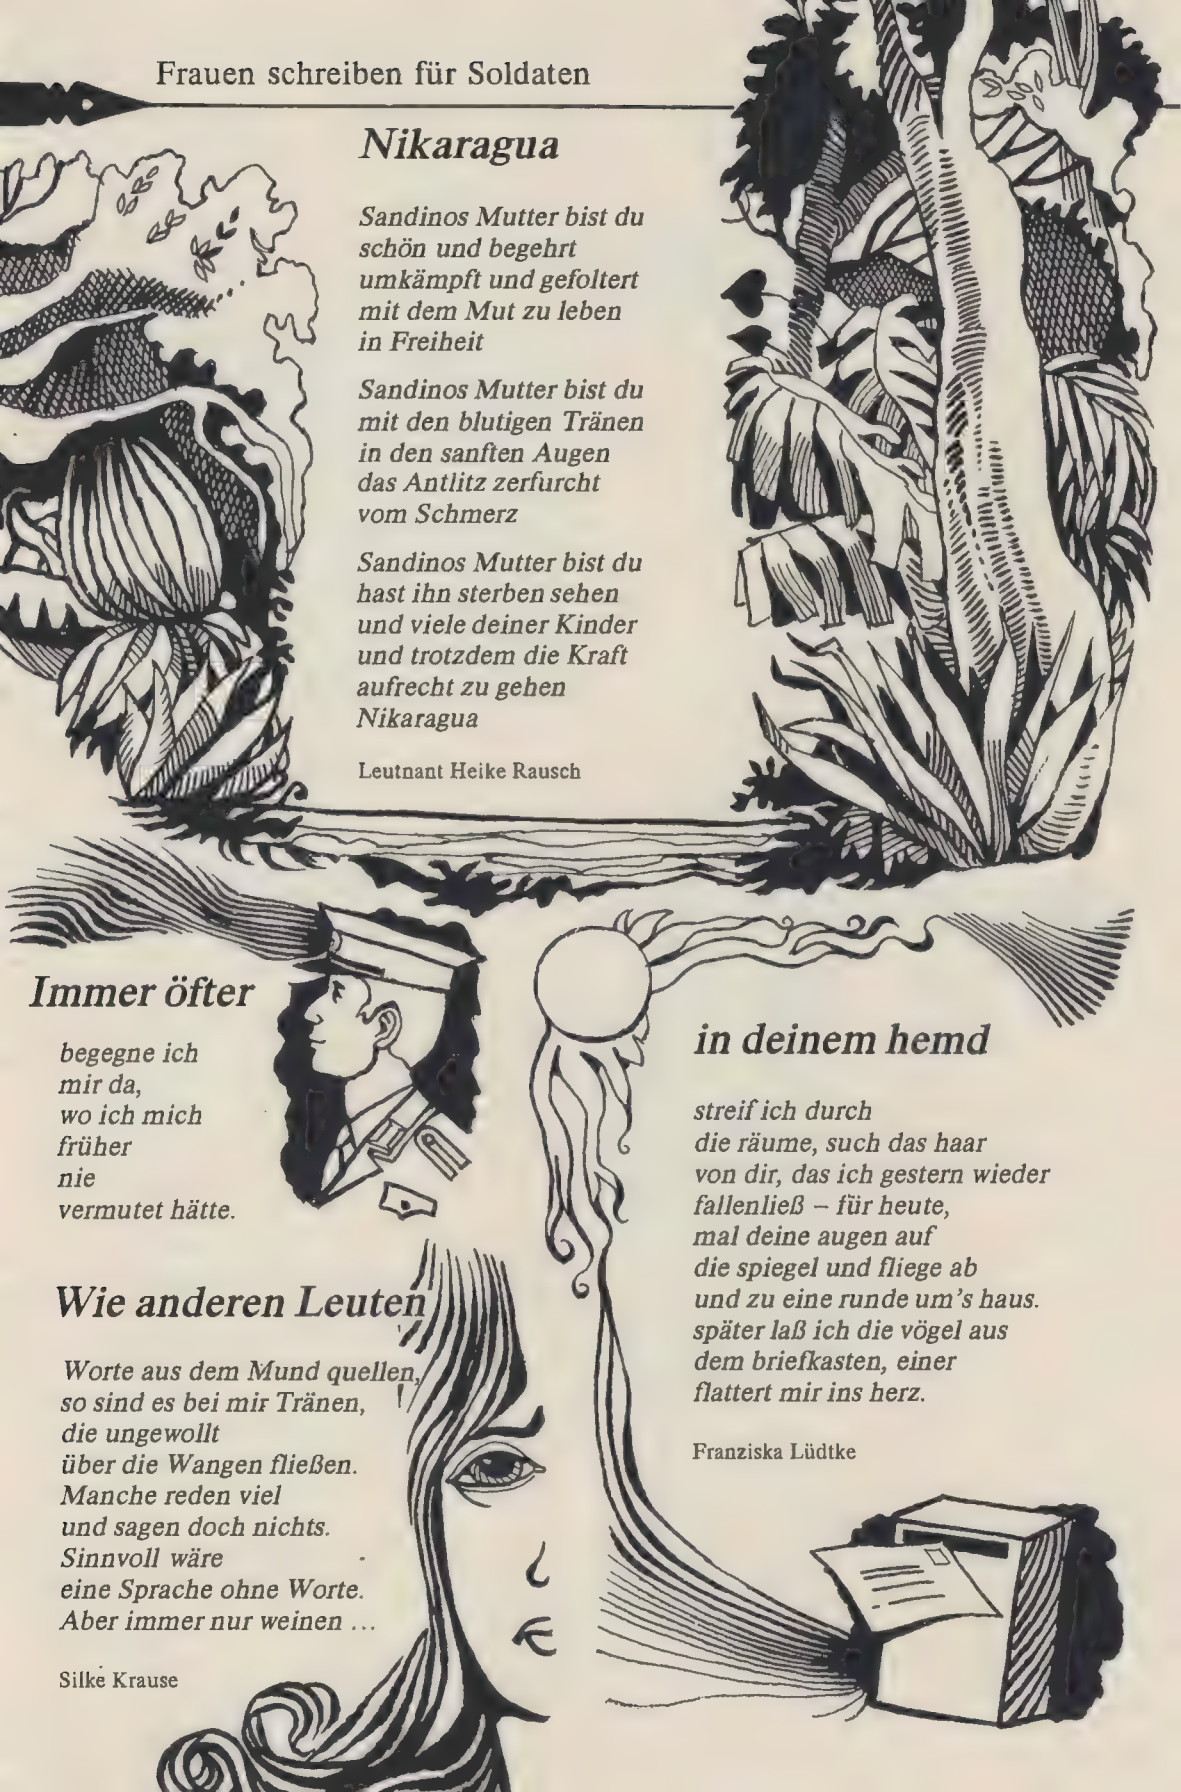 Frauen schreiben für Soldaten
Nikaragua
Sandinos Mutter bist du
schön und begehrt
umkämpft und gefoltert
mit dem Mut zu leben
in Freiheit
Sandinos Mutter bist du
mit den blutigen Tränen
in den sanften Augen
das Antlitz zerfurcht
vom Schmerz
Sandinos Mutter bist du
hast ihn sterben sehen
und viele deiner Kinder
und trotzdem die Kraft
aufrecht zu gehen
Nikaragua
Leutnant Heike Rausch
Immer öfter
begegne ich
mir da,
wo ich mich
früher
nie
vermutet hätte.
Wie anderen Leuten
Worte aus dem Mund quellen,
so sind es bei mir Tränen,
die ungewollt
über die Wangen fließen.
Manche reden viel
und sagen doch nichts.
Sinnvoll wäre
eine Sprache ohne Worte.
Aber immer nur weinen ...
Silke Krause
in deinem hemd
streif ich durch
die räume, such das haar
von dir, das ich gestern wieder
fallenließ – für heute,
mal deine augen auf
die spiegel und fliege ab
und zu eine runde um's haus.
später laß ich die vögel aus
dem briefkasten, einer
flattert mir ins herz.
Franziska Lüdtke